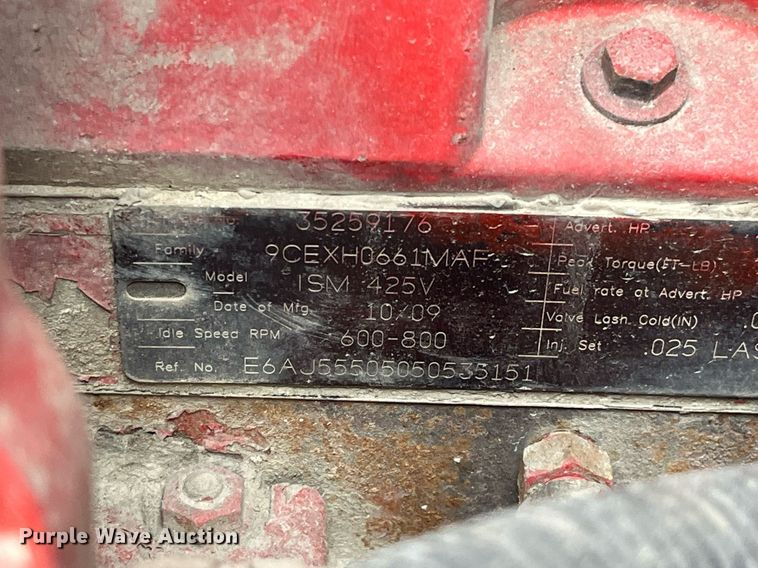 35259176
Family 9CEXH0661MAF
Model ISM 425V
Date of Mfg. 10/09
Idle Speed RPM 600-800
Ref. No. E6AJ55505050535151
Advert. HP
Peak Torque(FT-LB)
Fuel rate at Advert. HP
Valve Lash Cold(IN)
Inj. Set .025 LAS
Purple Wave Auction